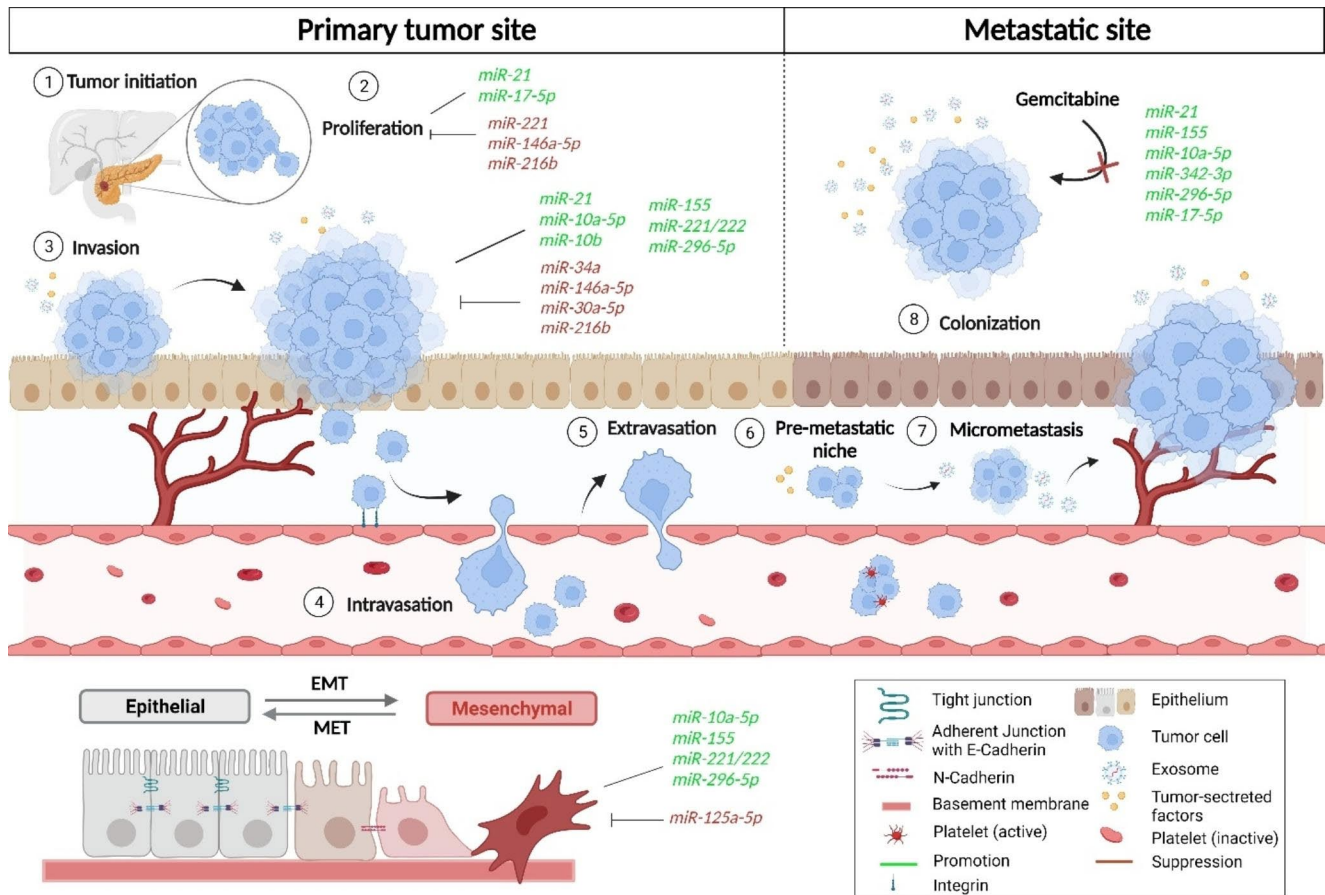 Primary tumor site
Metastatic site
1 Tumor initiation
2
Proliferation
miR-21
miR-17-5p
miR-221
miR-146a-5p
miR-216b
Gemcitabine
miR-21
miR-155
miR-10a-5p
miR-342-3p
miR-296-5p
miR-17-5p
3 Invasion
miR-21
miR-10a-5p
miR-10b
miR-155
miR-221/222
miR-296-5p
miR-34a
miR-146a-5p
miR-30a-5p
miR-216b
8 Colonization
5 Extravasation
6 Pre-metastatic
niche
7 Micrometastasis
4 Intravasation
Epithelial
EMT
MET
Mesenchymal
miR-10a-5p
miR-155
miR-221/222
miR-296-5p
miR-125a-5p
Tight junction
Adherent Junction
with E-Cadherin
N-Cadherin
Basement membrane
Platelet (active)
Promotion
Integrin
Epithelium
Tumor cell
Exosome
Tumor-sectreted
factors
Platelet (inactive)
Suppression